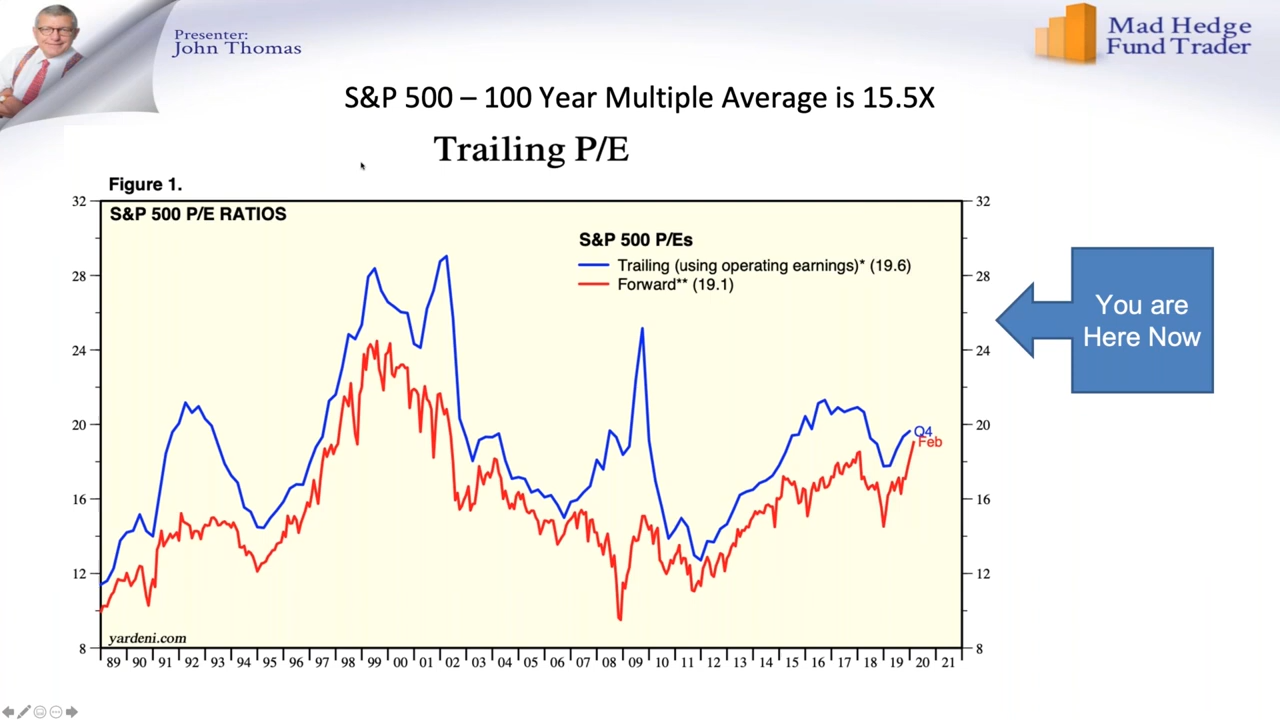 Presenter:
John Thomas
Mad Hedge
Fund Trader
S&P 500 – 100 Year Multiple Average is 15.5X
Trailing P/E
Figure 1.
S&P 500 P/E RATIOS
S&P 500 P/Es
Trailing (using operating earnings)* (19.6)
Forward** (19.1)
32
28
24
20
16
12
8
32
28
24
20
16
12
8
Q4
Feb
You are
Here Now
yardeni.com
89 90 91 92 93 94 95 96 97 98 99 00 01 02 03 04 05 06 07 08 09 10 11 12 13 14 15 16 17 18 19 20 21